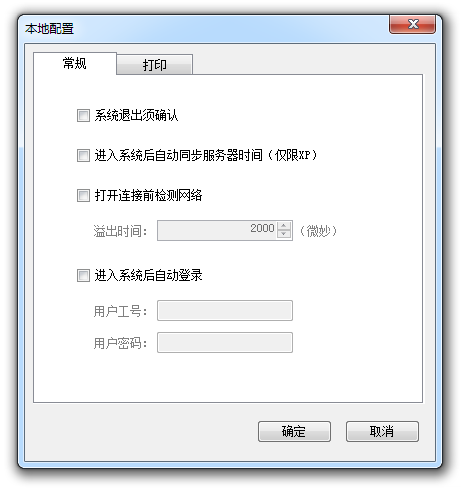 本地配置
常规
打印
系统退出须确认
进入系统后自动同步服务器时间（仅限XP）
打开连接前检测网络
溢出时间： 2000 （微妙）
进入系统后自动登录
用户工号：
用户密码：
确定 取消